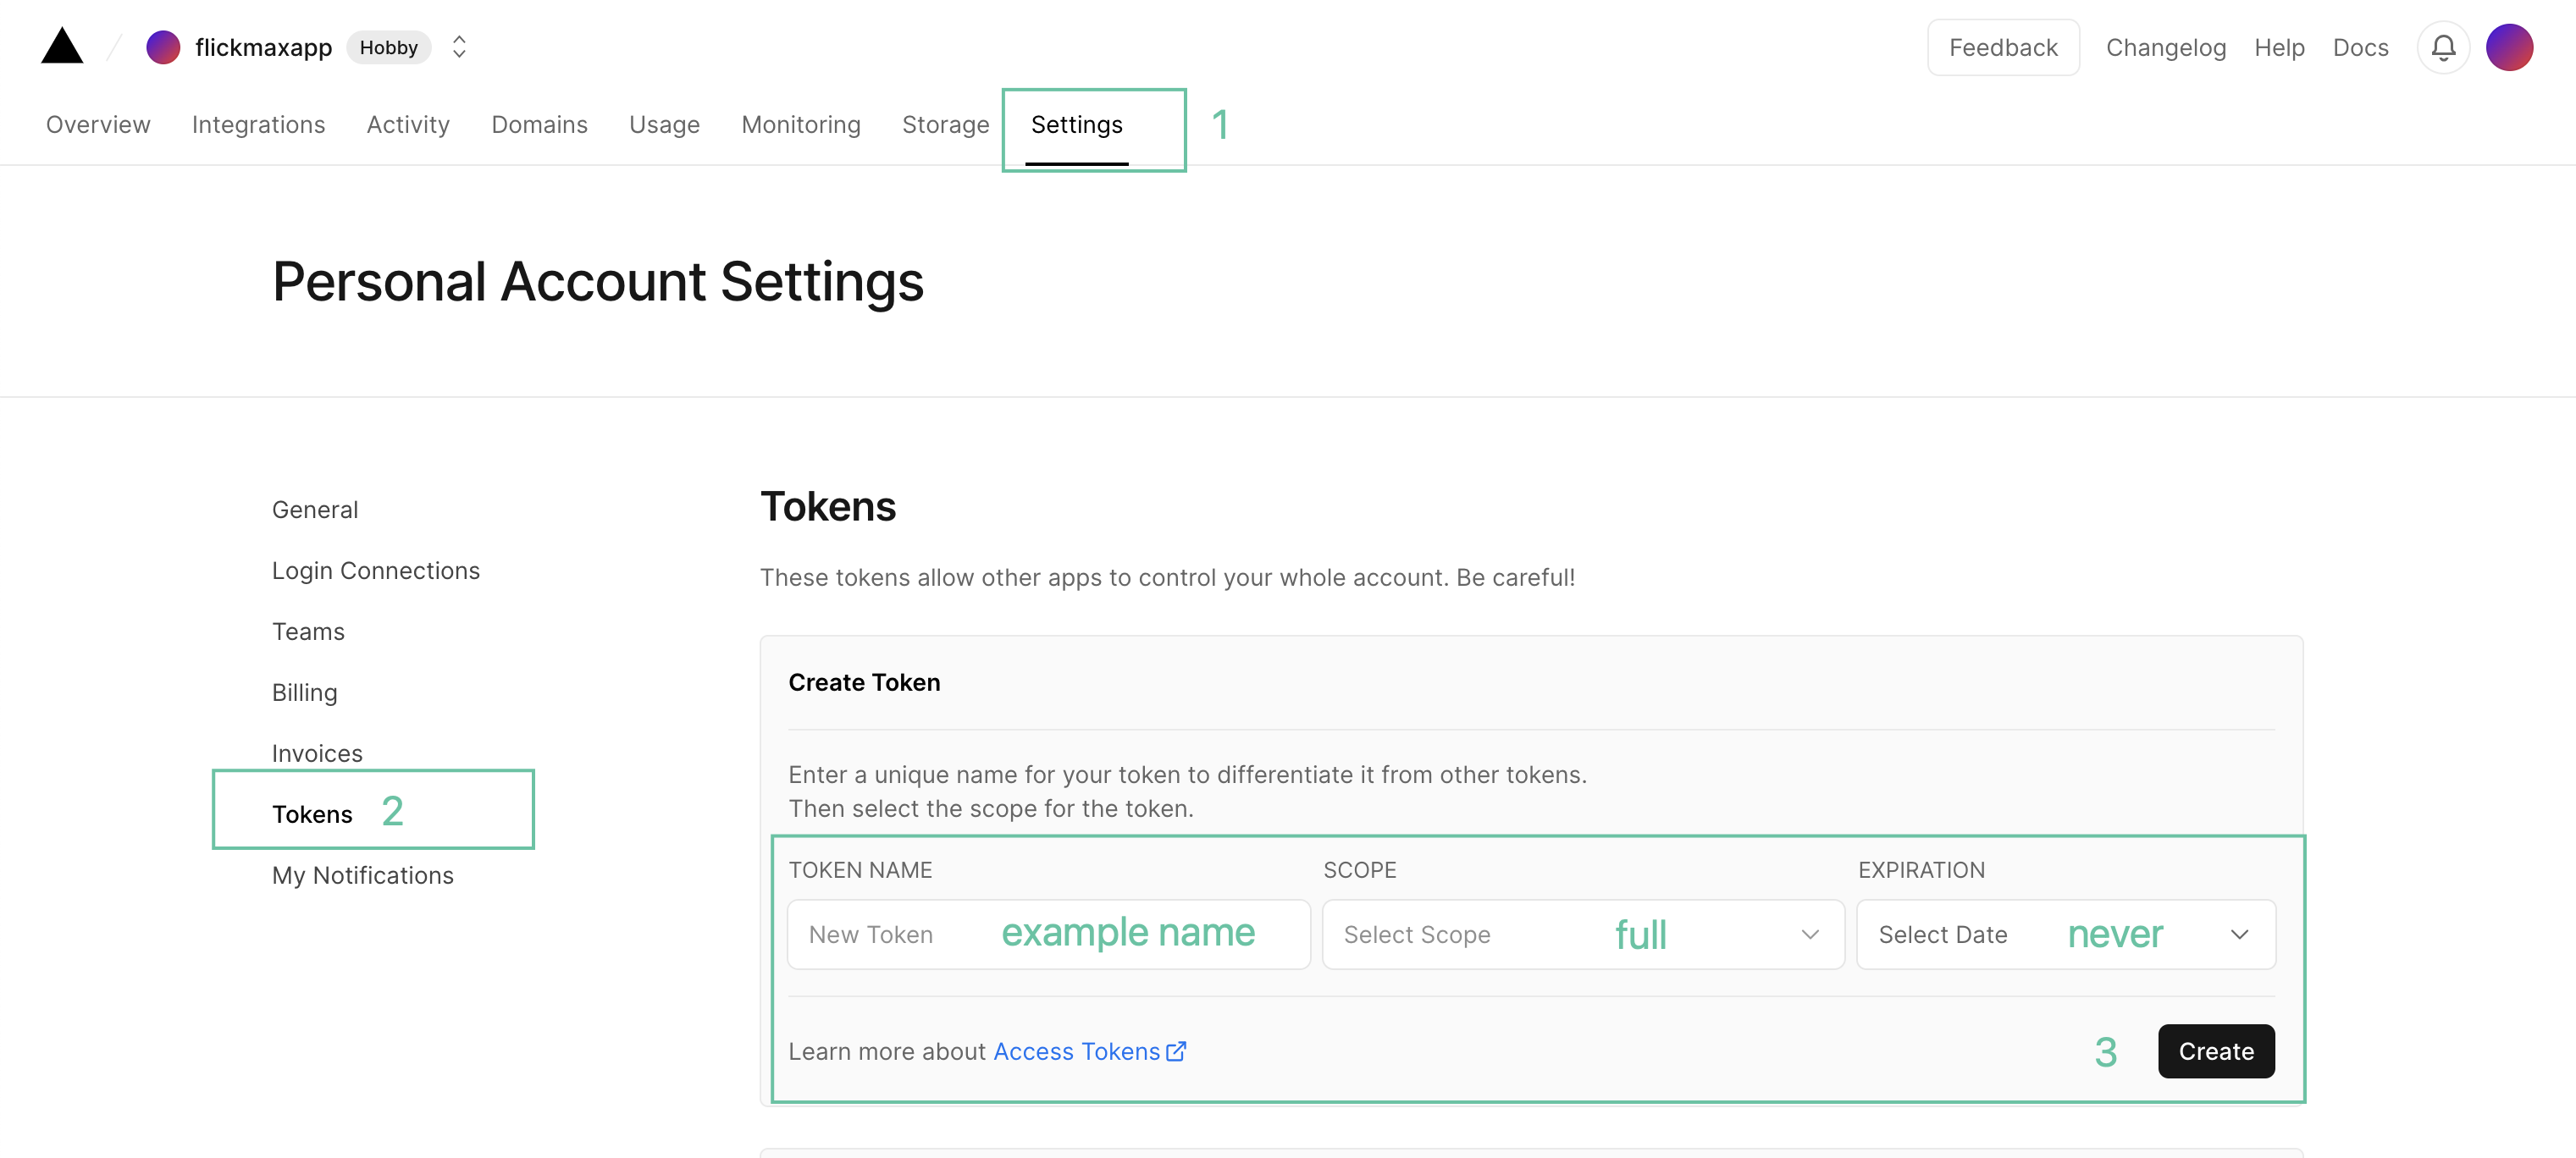 flickmaxapp Hobby Feedback Changelog Help Docs
Overview Integrations Activity Domains Usage Monitoring Storage Settings 1
Personal Account Settings
General
Login Connections
Teams
Billing
Invoices
Tokens 2
My Notifications
Tokens
These tokens allow other apps to control your whole account. Be careful!
Create Token
Enter a unique name for your token to differentiate it from other tokens.
Then select the scope for the token.
TOKEN NAME SCOPE EXPIRATION
New Token example name Select Scope full Select Date never
Learn more about Access Tokens 3 Create